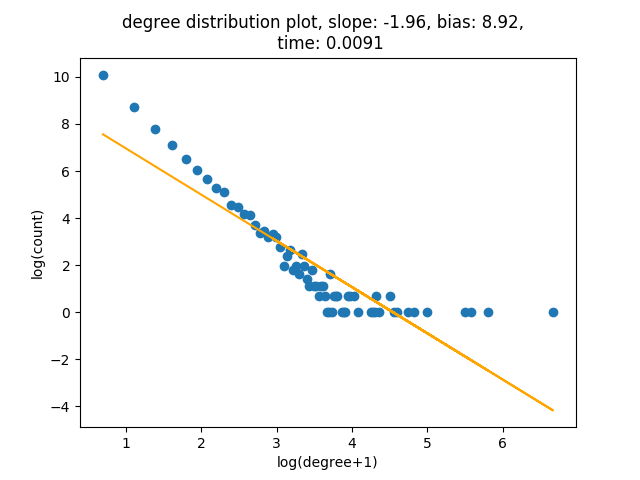 degree distribution plot, slope: -1.96, bias: 8.92,
time: 0.0091
10
8
6
4
2
0
−2
−4
log(count)
1 2 3 4 5 6
log(degree+1)